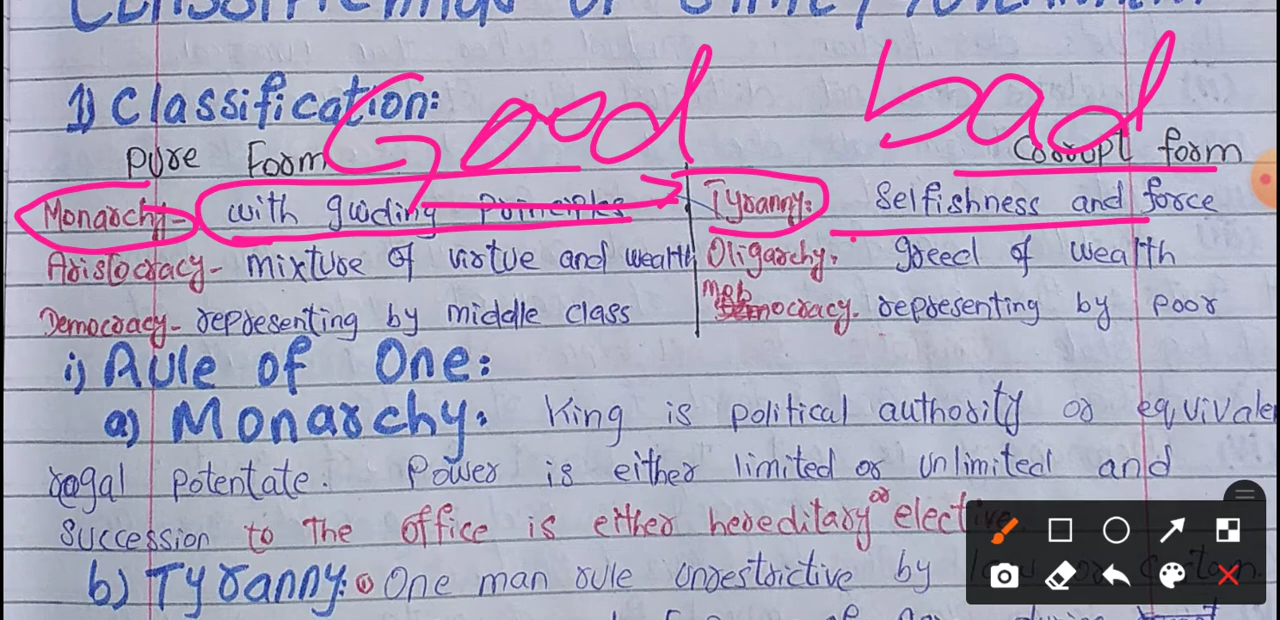 1) Classification:
Good bad
Pure Form Corrupt form
Monarchy- with guiding principles Tyranny: Selfishness and force
Aristocracy- mixture of virtue and wealth Oligarchy: greed of wealth
Democracy- representing by middle class Mobocracy. representing by poor
i) Rule of One:
a) Monarchy: King is political authority or equivale
regal potentate. Power is either limited or unlimited and
succession to the office is either hereditary or elective
b) Tyranny: One man rule unrestrictive by